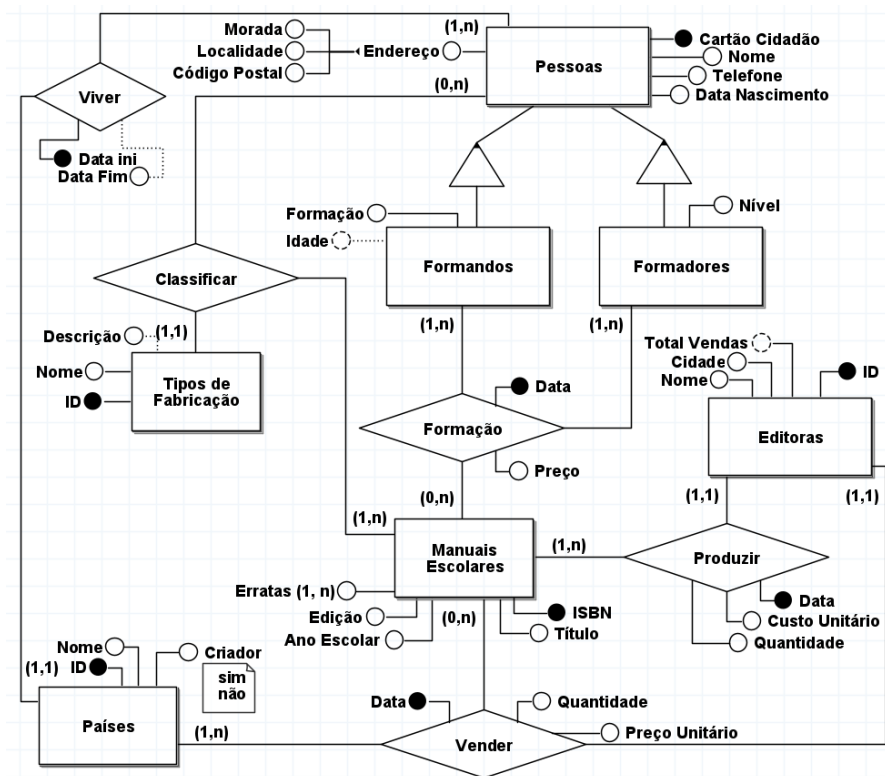 Morada
Localidade
Código Postal
Endereço
(1,n)
(0,n)
Pessoas
Cartão Cidadão
Nome
Telefone
Data Nascimento
Viver
Data ini
Data Fim
Formação
Idade
Formandos
Nível
Formadores
Classificar
(1,n)
(1,n)
Descrição
(1,1)
Nome
ID
Tipos de
Fabricação
Total Vendas
Cidade
Nome
ID
Editoras
Data
Formação
Preço
(0,n)
(1,1)
(1,1)
(1,n)
Manuais
Escolares
(1,n)
Produzir
Erratas (1, n)
Edição
Ano Escolar
(0,n)
ISBN
Título
Data
Custo Unitário
Quantidade
Nome
ID
Criador
sim
não
(1,1)
Países
(1,n)
Data
Quantidade
Preço Unitário
Vender